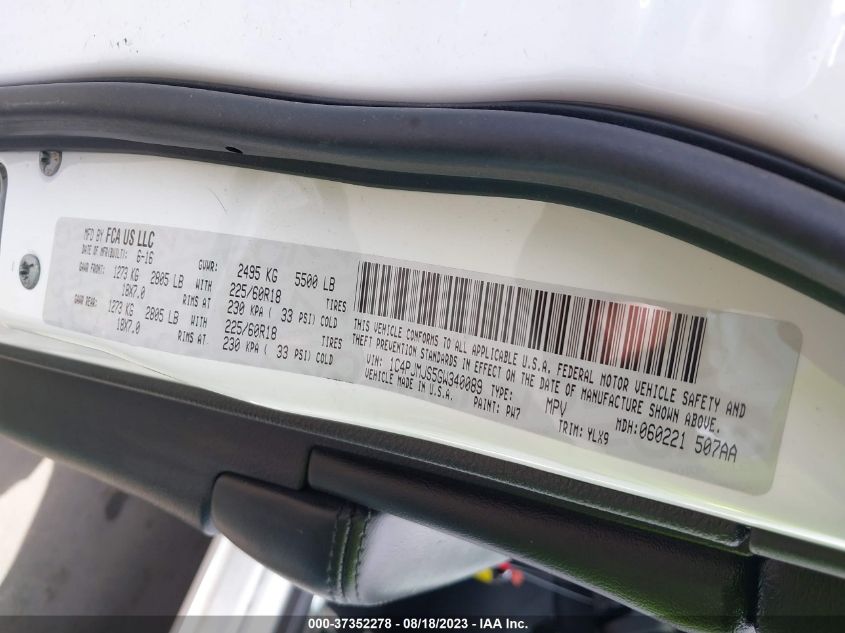 MFD BY FCA US LLC
DATE OF MFR(BUILT): 6-16 GVWR: 2495 KG 5500 LB
GAWR FRONT: 1273 KG 2805 LB WITH 225/60R18 TIRES
18X7.0 RIMS AT 230 KPA ( 33 PSI) COLD
GAWR REAR: 1273 KG 2805 LB WITH 225/60R18 TIRES
18X7.0 RIMS AT 230 KPA ( 33 PSI) COLD
THIS VEHICLE CONFORMS TO ALL APPLICABLE U.S.A. FEDERAL MOTOR VEHICLE SAFETY AND
THEFT PREVENTION STANDARDS IN EFFECT ON THE DATE OF MANUFACTURE SHOWN ABOVE.
VIN: 1C4PJMJS5GW340089 TYPE: MPV MDH: 060221 507AA
VEHICLE MADE IN U.S.A. PAINT: PW7 TRIM: YLX9
000-37352278 - 08/18/2023 - IAA Inc.